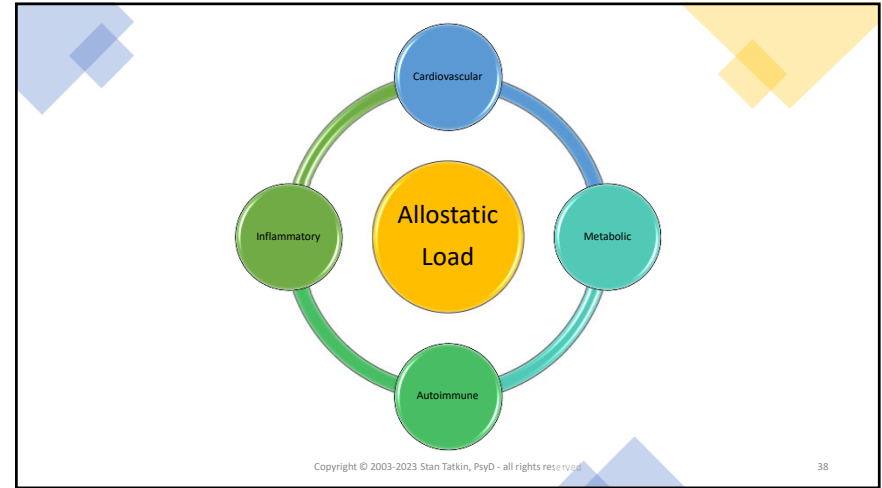 Cardiovascular
Allostatic
Load
Inflammatory
Metabolic
Autoimmune
Copyright © 2003-2023 Stan Tatkin, PsyD - all rights reserved
38